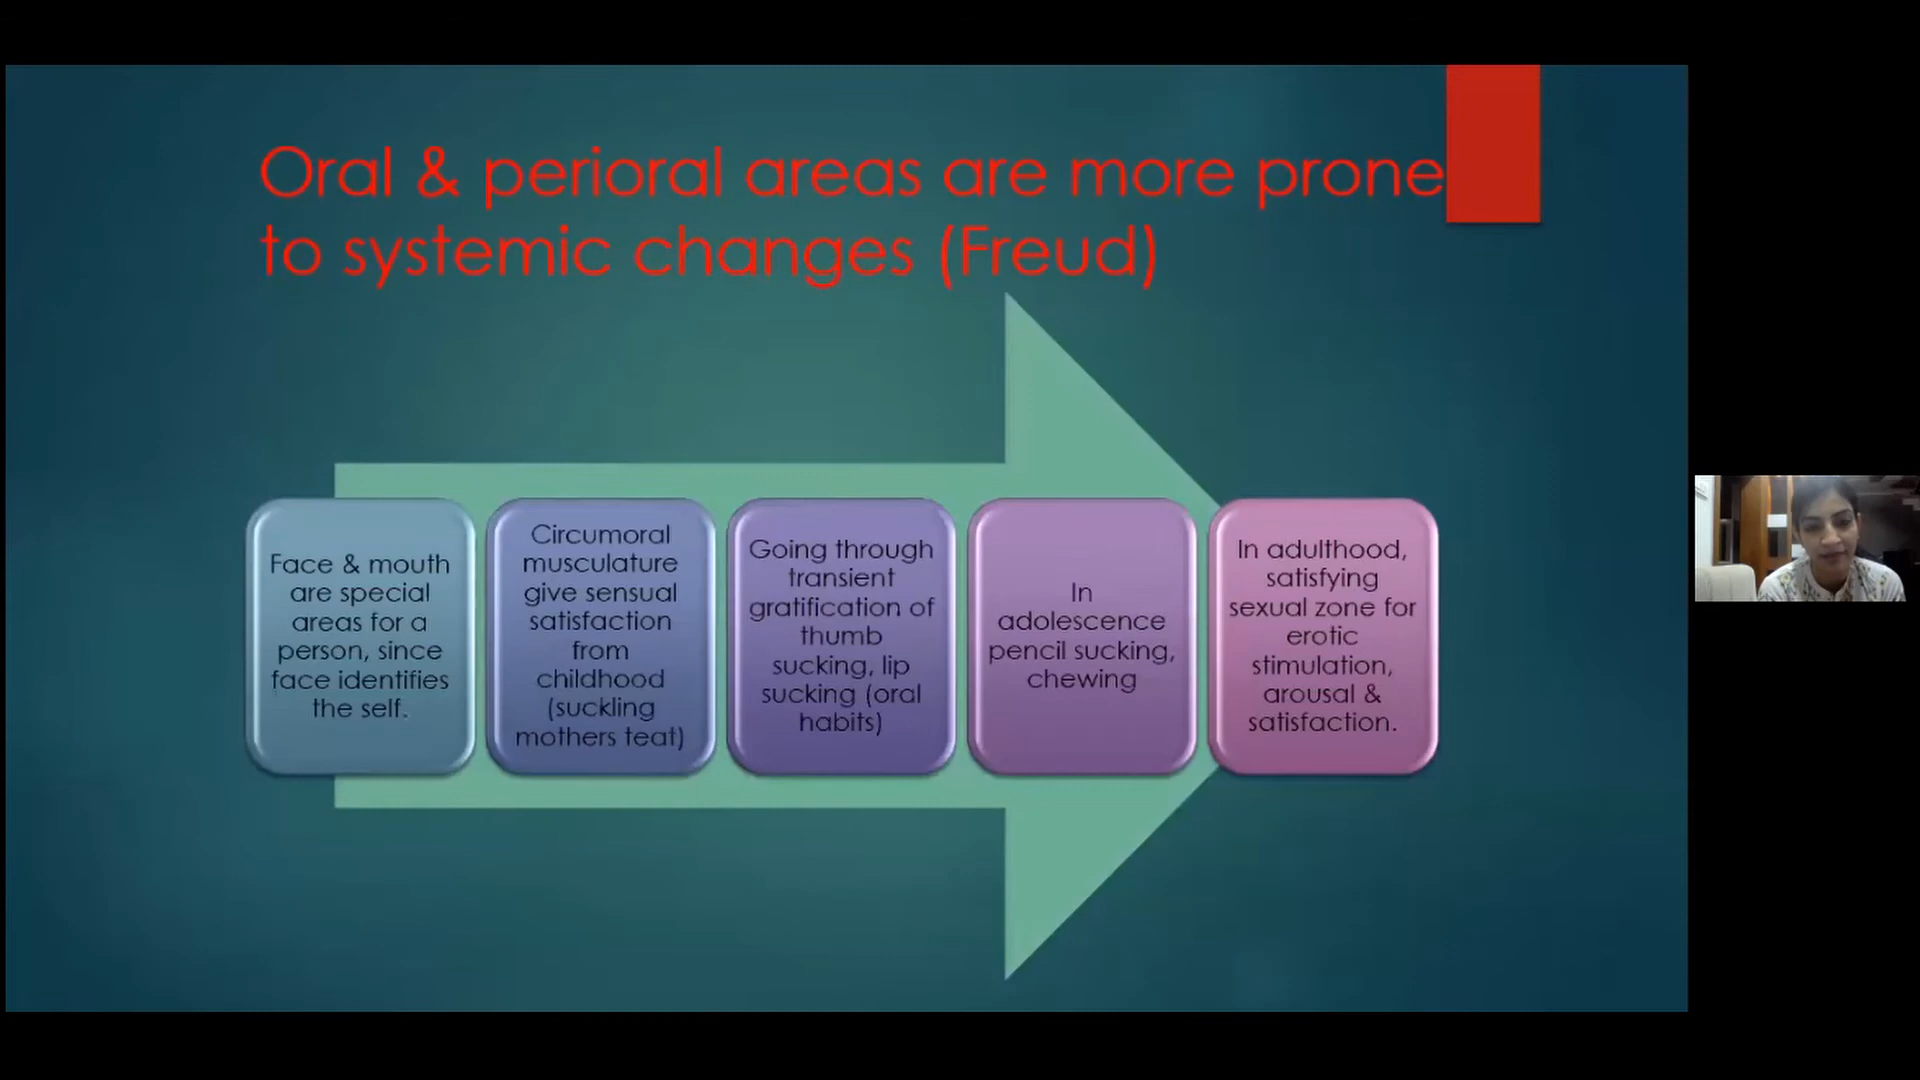 Oral & perioral areas are more prone
to systemic changes (Freud)
Face & mouth
are special
areas for a
person, since
face identifies
the self.
Circumoral
musculature
give sensual
satisfaction
from
childhood
(suckling
mothers teat)
Going through
transient
gratification of
thumb
sucking, lip
sucking (oral
habits)
In
adolescence
pencil sucking,
chewing
In adulthood,
satisfying
sexual zone for
erotic
stimulation,
arousal &
satisfaction.